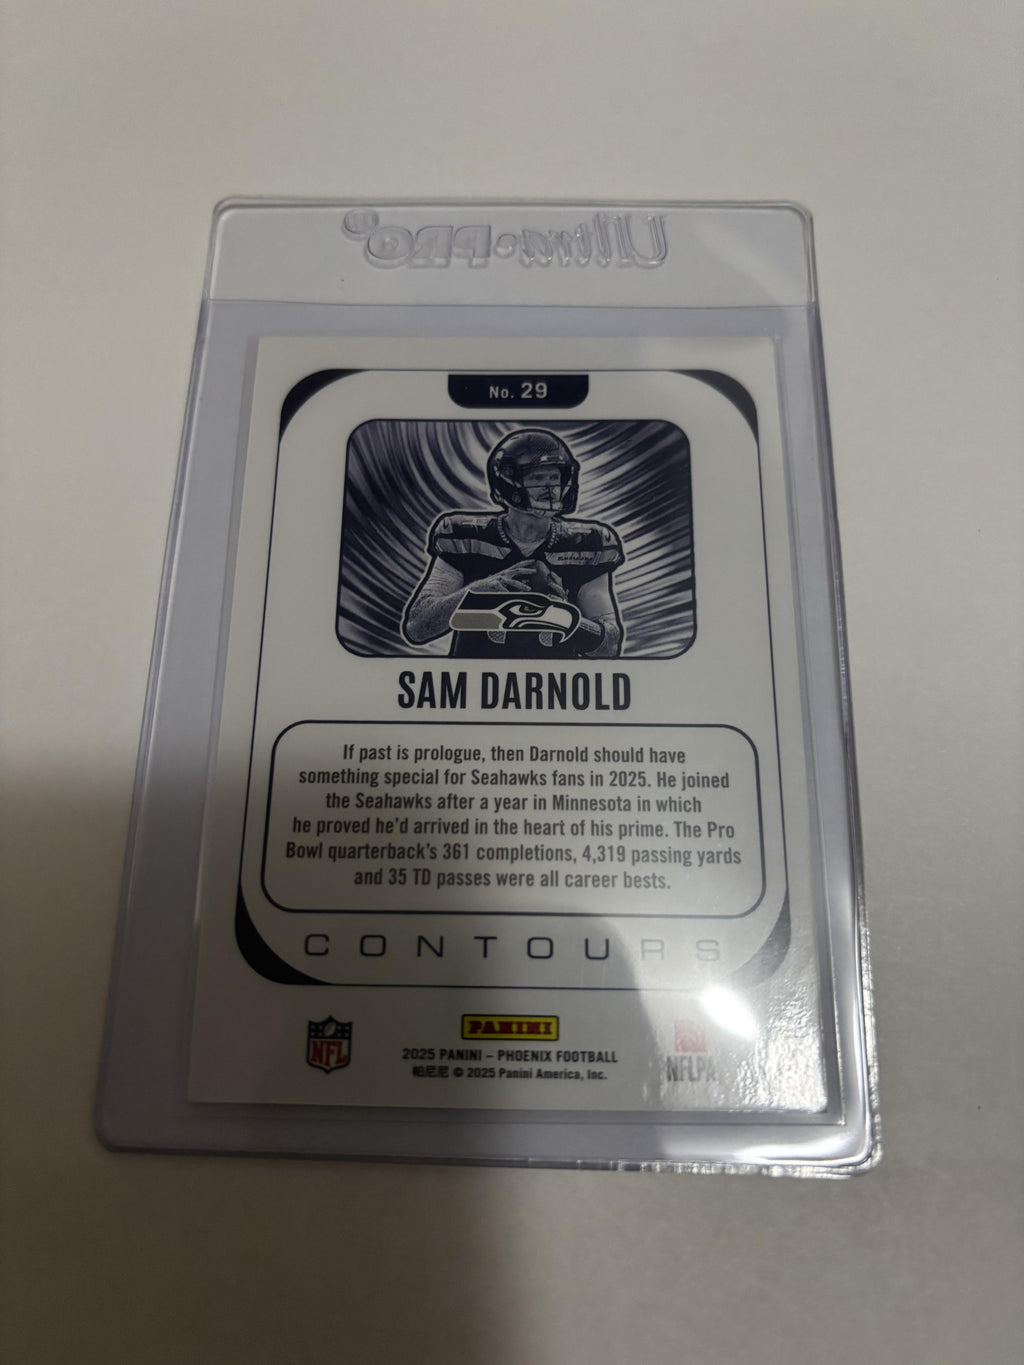 Ultra•PRO®
No. 29
SAM DARNOLD
If past is prologue, then Darnold should have
something special for Seahawks fans in 2025. He joined
the Seahawks after a year in Minnesota in which
he proved he'd arrived in the heart of his prime. The Pro
Bowl quarterback's 361 completions, 4,319 passing yards
and 35 TD passes were all career bests.
CONTOURS
NFL
PANINI
2025 PANINI – PHOENIX FOOTBALL
帕尼尼 © 2025 Panini America, Inc.
NFLPA